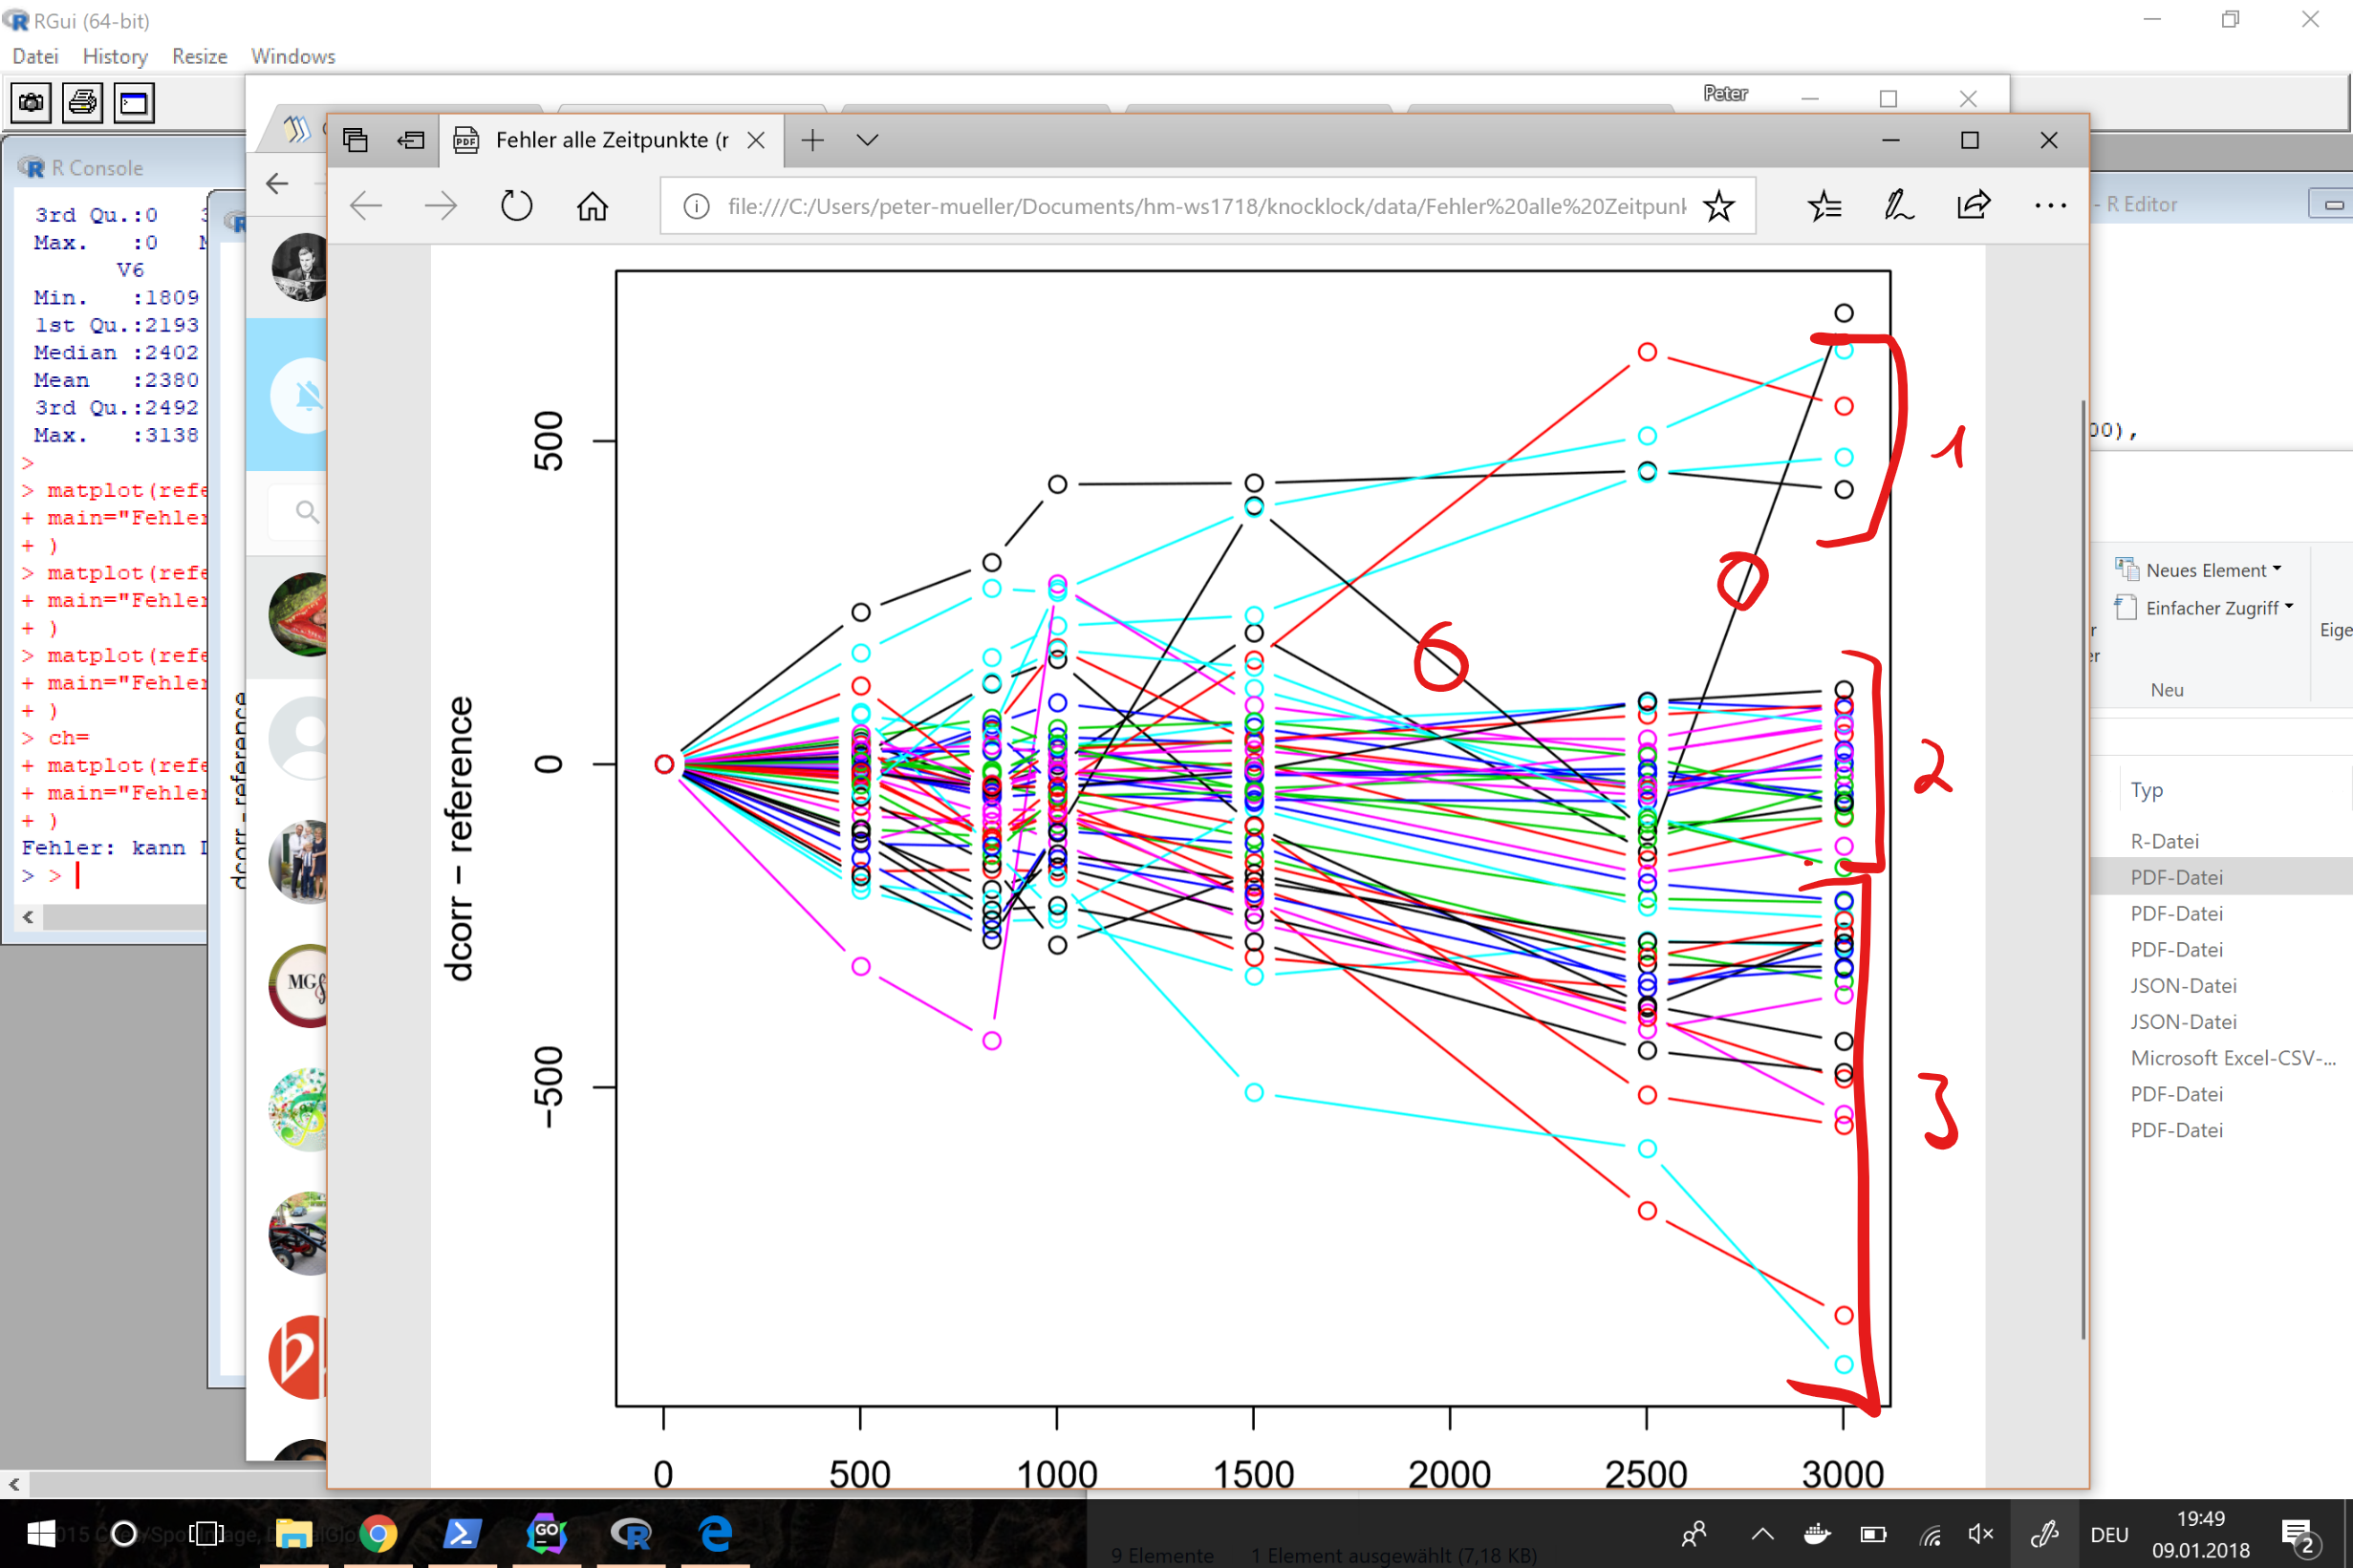 RGui (64-bit)
Datei History Resize Windows
Peter
R Console
3rd Qu.:0
Max. :0
V6
Min. :1809
1st Qu.:2193
Median :2402
Mean :2380
3rd Qu.:2492
Max. :3138
>
> matplot(refe
+ main="Fehler
+ )
> matplot(refe
+ main="Fehler
+ )
> matplot(refe
+ main="Fehler
+ )
> ch=
+ matplot(refe
+ main="Fehler
+ )
Fehler: kann
> >
dcorr - reference
MG
PDF
Fehler alle Zeitpunkte (r
file:///C:/Users/peter-mueller/Documents/hm-ws1718/knocklock/data/Fehler%20alle%20Zeitpunk
dcorr − reference
500
0
−500
0 500 1000 1500 2000 2500 3000
1
2
3
- R Editor
00),
Neues Element
Einfacher Zugriff
Eige
Neu
Typ
R-Datei
PDF-Datei
PDF-Datei
PDF-Datei
JSON-Datei
JSON-Datei
Microsoft Excel-CSV-...
PDF-Datei
PDF-Datei
GO
9 Elemente 1 Element ausgewählt (7,18 KB)
DEU
19:49
09.01.2018
2